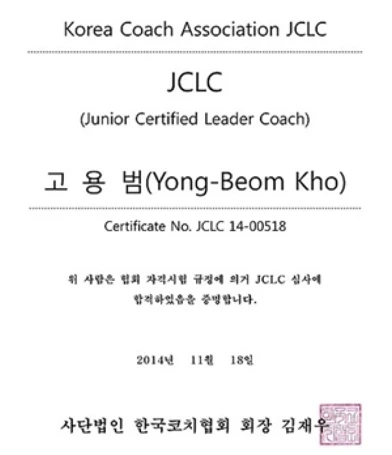 Korea Coach Association JCLC
JCLC
(Junior Certified Leader Coach)
고 용 범(Yong-Beom Kho)
Certificate No. JCLC 14-00518
위 사람은 협회 자격시험 규정에 의거 JCLC 심사에
합격하였음을 증명합니다.
2014년 11월 18일
사단법인 한국코치협회 회장 김재우